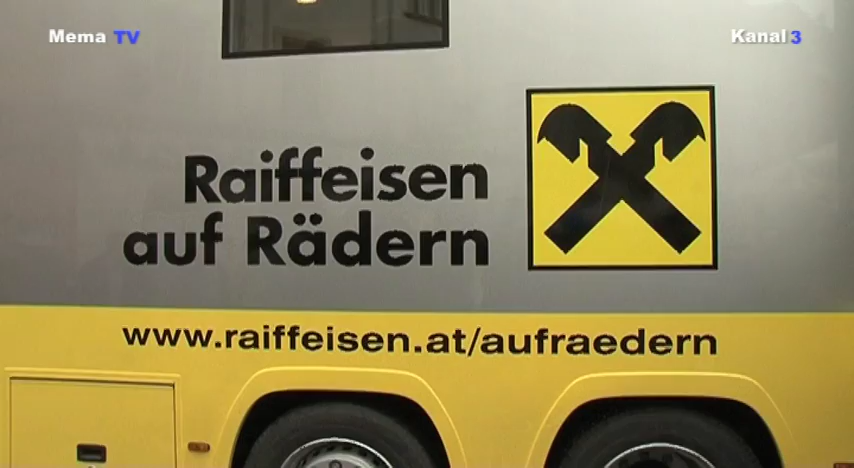 Mema TV
Kanal 3
Raiffeisen
auf Rädern
www.raiffeisen.at/aufraedern